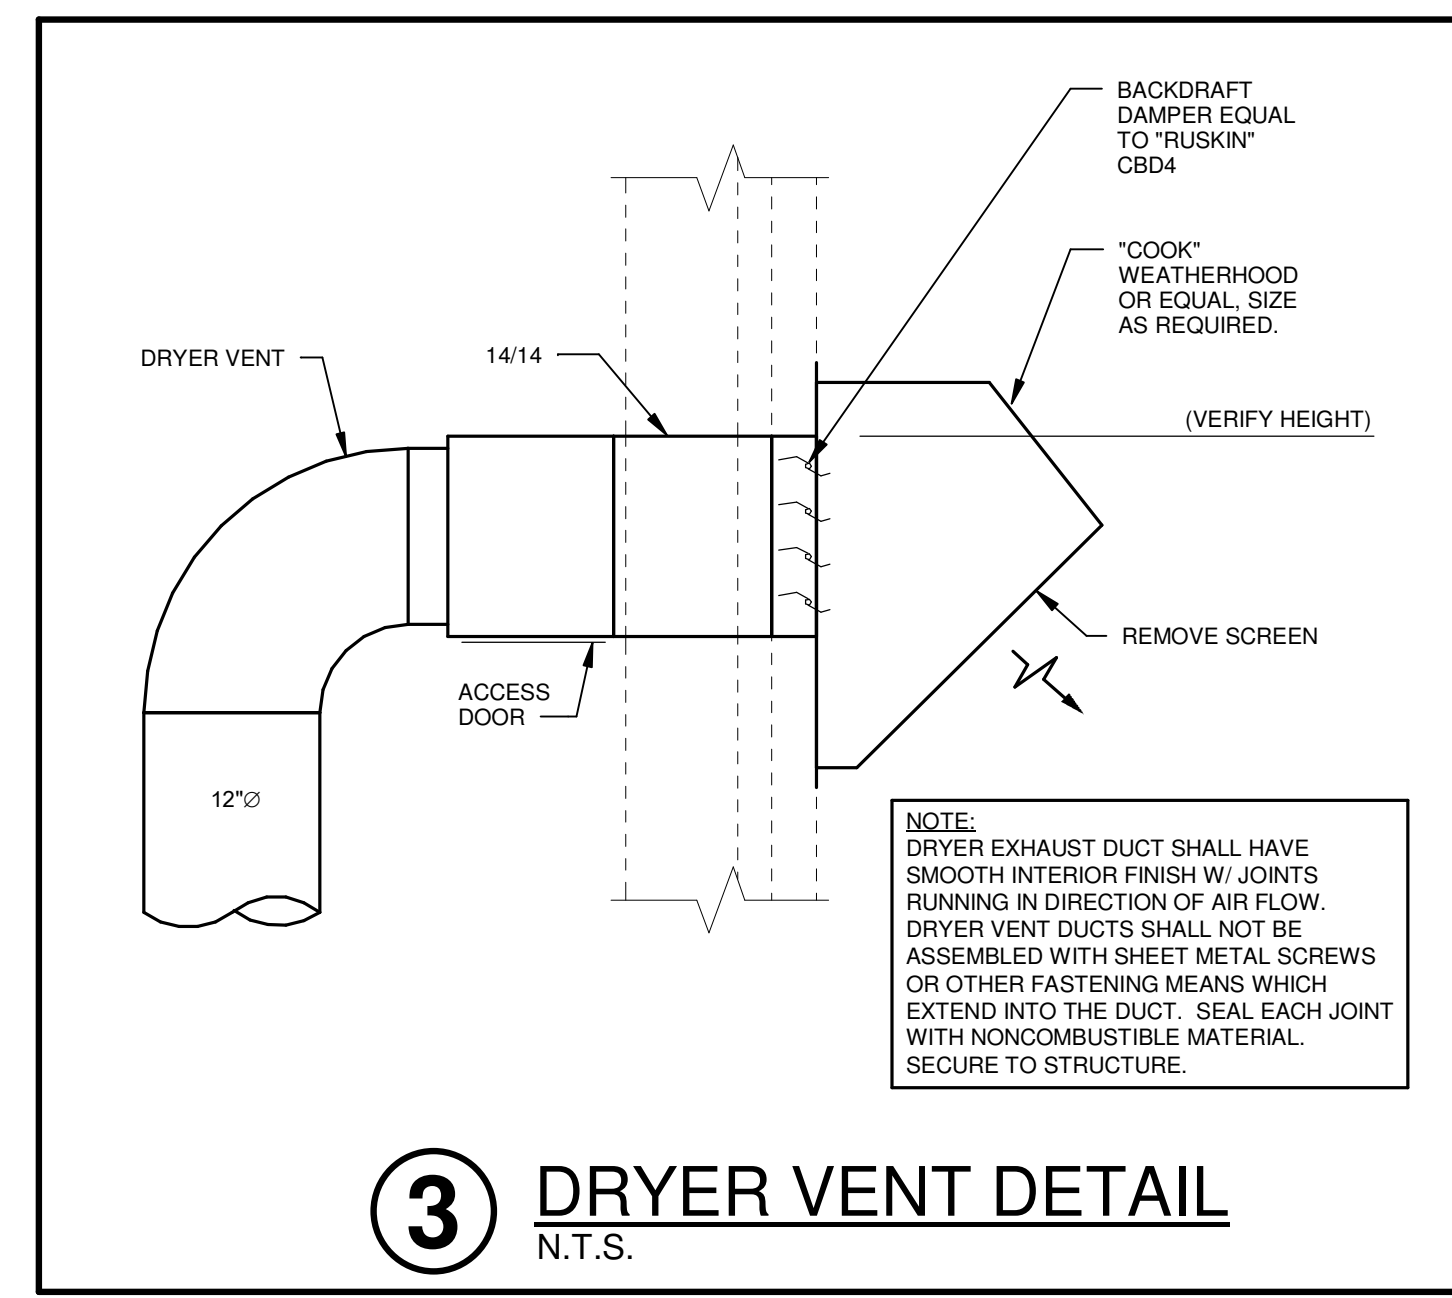 BACKDRAFT
DAMPER EQUAL
TO "RUSKIN"
CBD4
"COOK"
WEATHERHOOD
OR EQUAL, SIZE
AS REQUIRED.
DRYER VENT
14/14
(VERIFY HEIGHT)
REMOVE SCREEN
ACCESS
DOOR
12"∅
NOTE:
DRYER EXHAUST DUCT SHALL HAVE
SMOOTH INTERIOR FINISH W/ JOINTS
RUNNING IN DIRECTION OF AIR FLOW.
DRYER VENT DUCTS SHALL NOT BE
ASSEMBLED WITH SHEET METAL SCREWS
OR OTHER FASTENING MEANS WHICH
EXTEND INTO THE DUCT.  SEAL EACH JOINT
WITH NONCOMBUSTIBLE MATERIAL.
SECURE TO STRUCTURE.
3 DRYER VENT DETAIL
N.T.S.